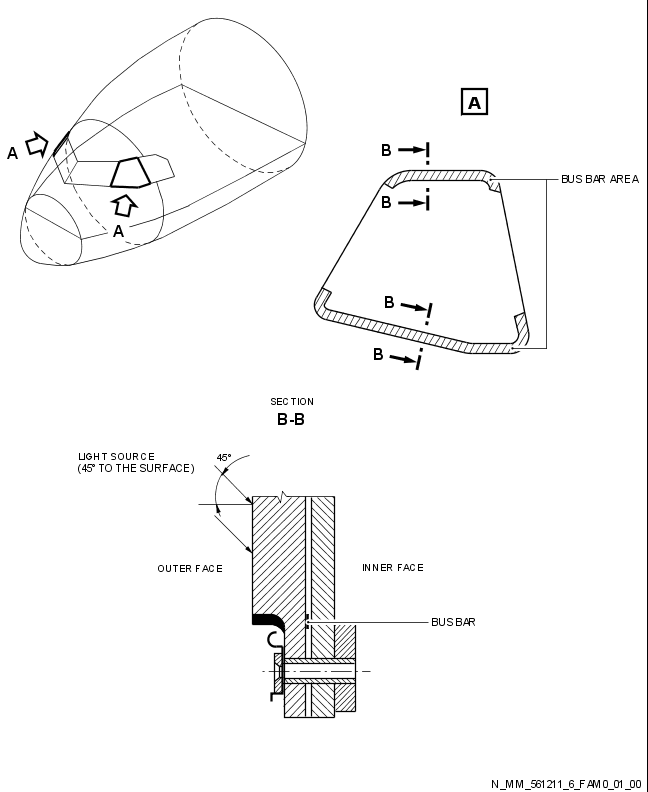 A
A
A
B
B
BUS BAR AREA
B
B
SECTION
B-B
LIGHT SOURCE
(45° TO THE SURFACE)
45°
OUTER FACE
INNER FACE
BUS BAR
N_MM_561211_6_FAM0_01_00